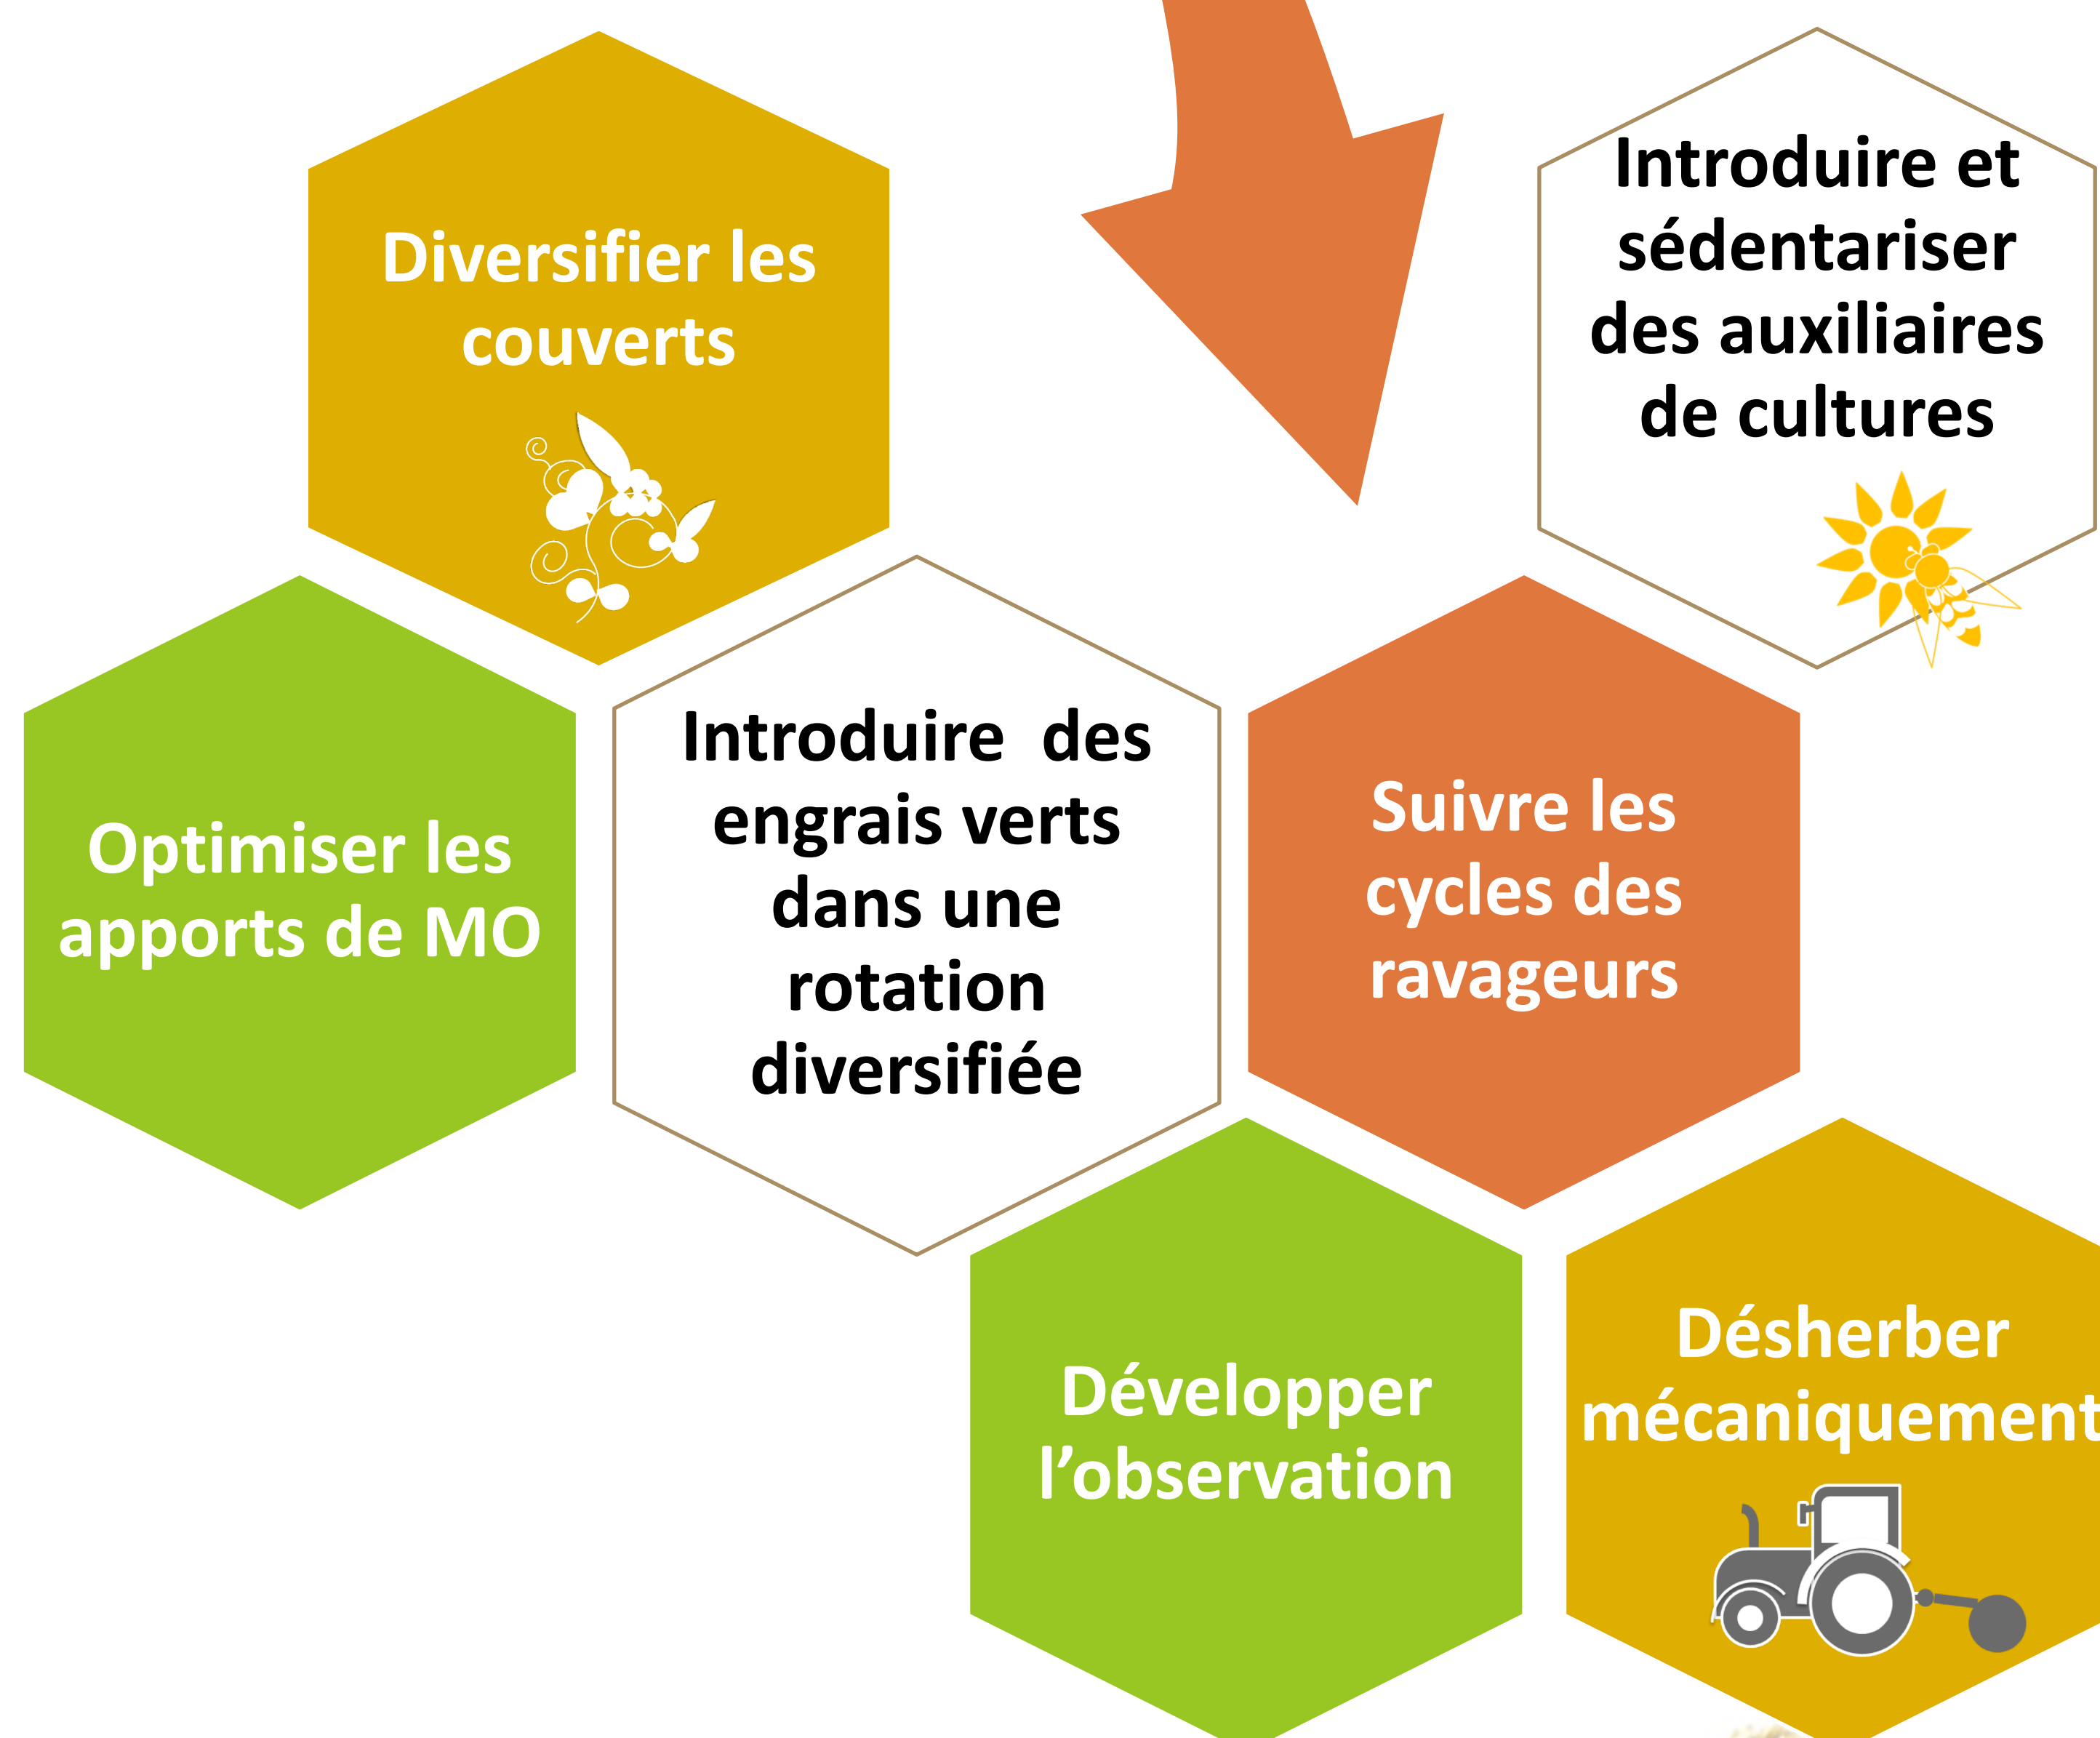 Diversifier les
couverts
Introduire et
sédentariser
des auxiliaires
de cultures
Optimiser les
apports de MO
Introduire  des
engrais verts
dans une
rotation
diversifiée
Suivre les
cycles des
ravageurs
Développer
l’observation
Désherber
mécaniquement